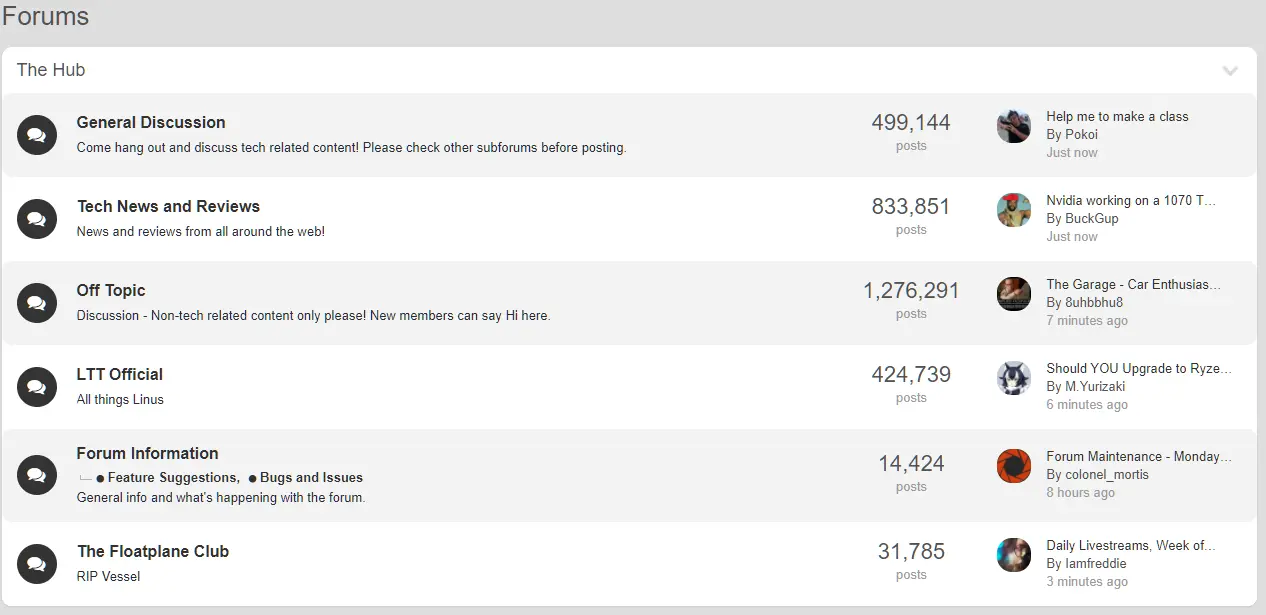 Forums
The Hub
General Discussion
Come hang out and discuss tech related content! Please check other subforums before posting.
499,144
posts
Help me to make a class
By Pokoi
Just now
Tech News and Reviews
News and reviews from all around the web!
833,851
posts
Nvidia working on a 1070 T...
By BuckGup
Just now
Off Topic
Discussion - Non-tech related content only please! New members can say Hi here.
1,276,291
posts
The Garage - Car Enthusias...
By 8uhbbhu8
7 minutes ago
LTT Official
All things Linus
424,739
posts
Should YOU Upgrade to Ryze...
By M.Yurizaki
6 minutes ago
Forum Information
Feature Suggestions, Bugs and Issues
General info and what's happening with the forum.
14,424
posts
Forum Maintenance - Monday...
By colonel_mortis
8 hours ago
The Floatplane Club
RIP Vessel
31,785
posts
Daily Livestreams, Week of...
By Iamfreddie
3 minutes ago